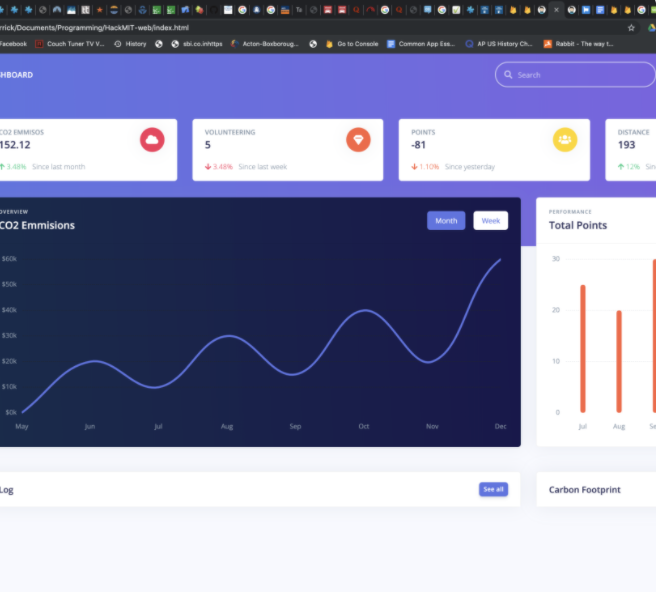 rrick/Documents/Programming/HackMIT-web/index.html
Facebook Couch Tuner TV V... History sbi.co.inhttps Acton-Boxboroug... Go to Console Common App Ess... AP US History Ch... Rabbit - The way t...
HBOARD Search
CO2 EMMISOS VOLUNTEERING POINTS DISTANCE
152.12 5 -81 193
3.48% Since last month 3.48% Since last week 1.10% Since yesterday 12% Sin
OVERVIEW PERFORMANCE
CO2 Emmisions Month Week Total Points
$60k
$50k
$40k
$30k
$20k
$10k
$0k
May Jun Jul Aug Sep Oct Nov Dec
30
20
10
0
Jul Aug Se
Log See all Carbon Footprint